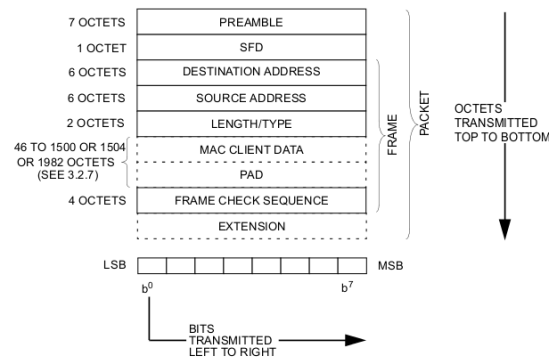 7 OCTETS PREAMBLE
1 OCTET SFD
6 OCTETS DESTINATION ADDRESS
6 OCTETS SOURCE ADDRESS
2 OCTETS LENGTH/TYPE
46 TO 1500 OR 1504
OR 1982 OCTETS
(SEE 3.2.7)
MAC CLIENT DATA
PAD
4 OCTETS FRAME CHECK SEQUENCE
EXTENSION
FRAME
PACKET
OCTETS
TRANSMITTED
TOP TO BOTTOM
LSB MSB
b0 b7
BITS
TRANSMITTED
LEFT TO RIGHT